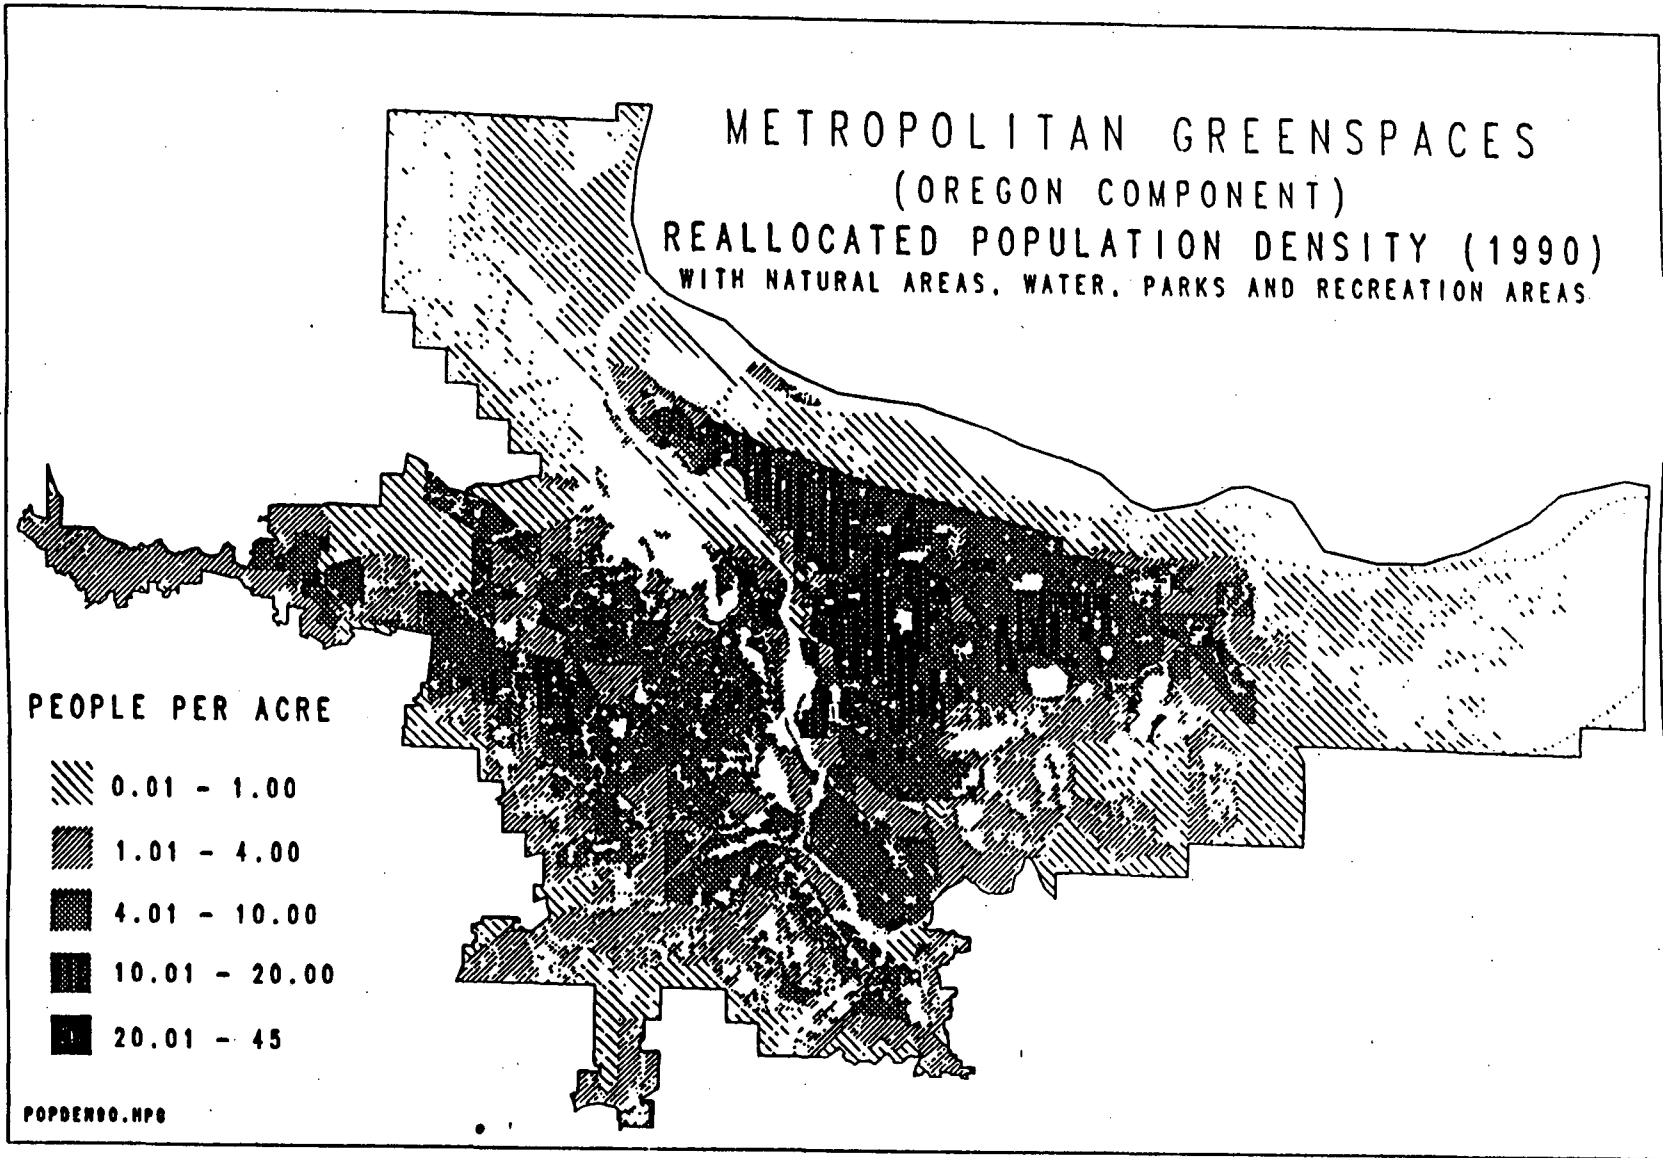 METROPOLITAN GREENSPACES
(OREGON COMPONENT)
REALLOCATED POPULATION DENSITY (1990)
WITH NATURAL AREAS, WATER, PARKS AND RECREATION AREAS
PEOPLE PER ACRE
0.01 - 1.00
1.01 - 4.00
4.01 - 10.00
10.01 - 20.00
20.01 - 45